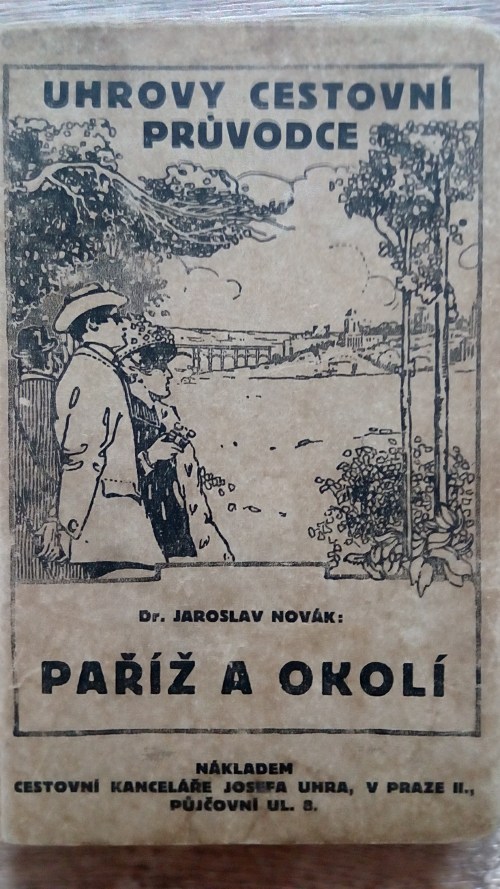 UHROVY CESTOVNÍ
PRŮVODCE
Dr. JAROSLAV NOVÁK:
PAŘÍŽ A OKOLÍ
NÁKLADEM
CESTOVNÍ KANCELÁŘE JOSEFA UHRA, V PRAZE II.,
PŮJČOVNÍ UL. 8.